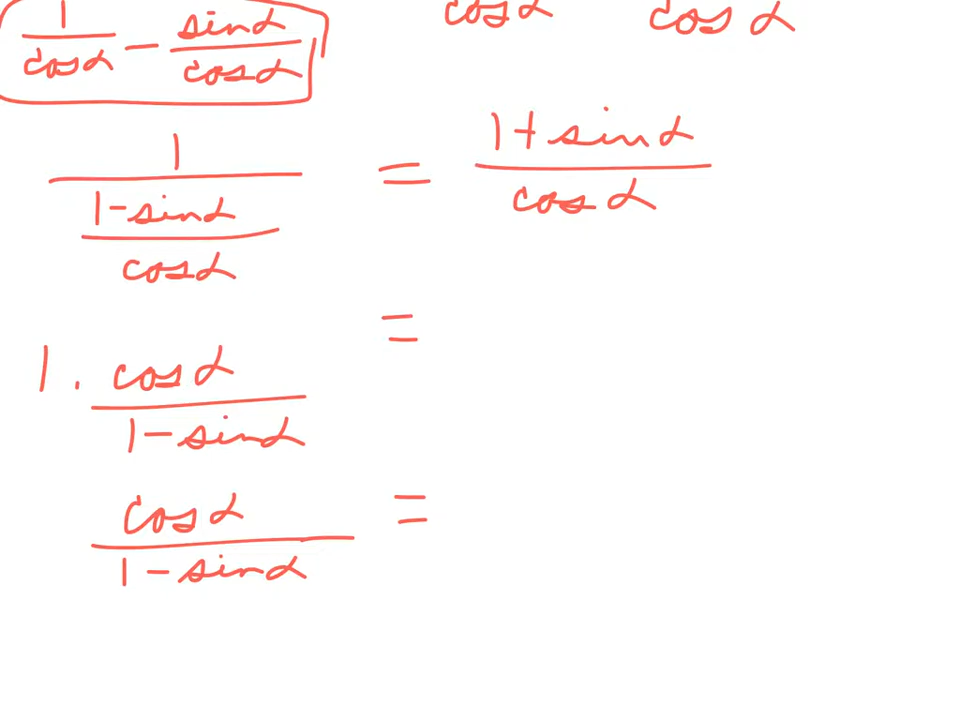 1/cosα − sinα/cosα   cosα   cosα
1/((1−sinα)/cosα) = (1+sinα)/cosα
=
1 · cosα/(1−sinα)
cosα/(1−sinα) =